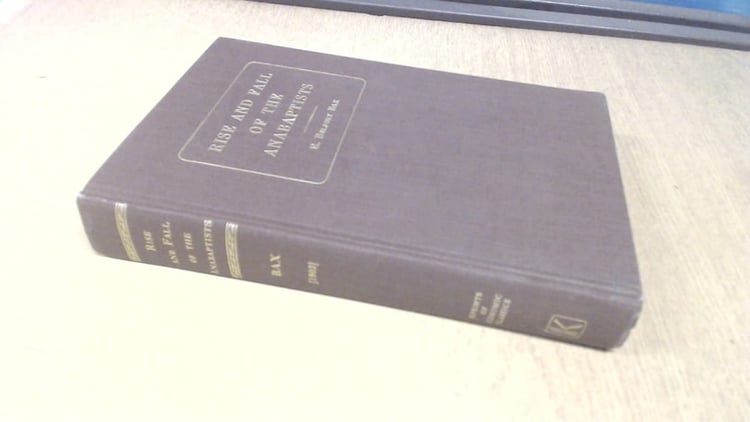 RISE AND FALL
OF THE
ANABAPTISTS
E. BELFORT BAX
RISE
AND FALL
OF THE
ANABAPTISTS
BAX
[1903]
REPRINTS
OF
ECONOMIC
CLASSICS
K